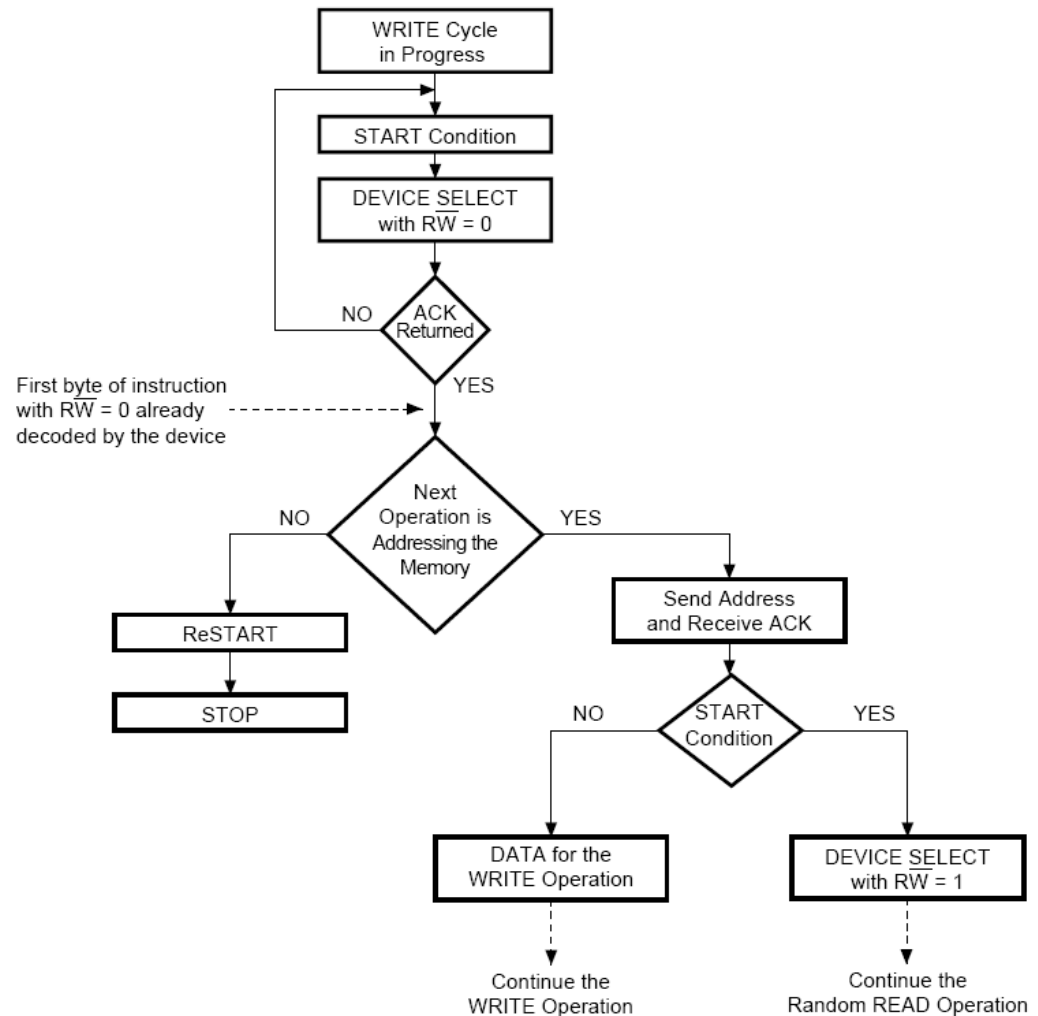 WRITE Cycle
in Progress
START Condition
DEVICE SELECT
with RW̅ = 0
NO
ACK
Returned
YES
First byte of instruction
with RW̅ = 0 already
decoded by the device
Next
Operation is
Addressing the
Memory
NO
YES
ReSTART
STOP
Send Address
and Receive ACK
START
Condition
NO
YES
DATA for the
WRITE Operation
DEVICE SELECT
with RW̅ = 1
Continue the
WRITE Operation
Continue the
Random READ Operation